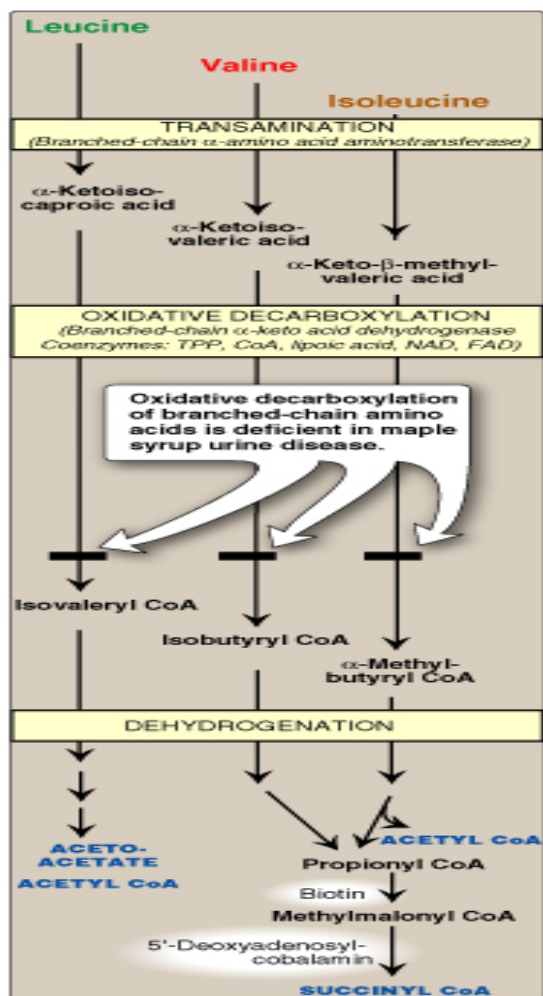 Leucine
Valine
Isoleucine
TRANSAMINATION
(Branched-chain α-amino acid aminotransferase)
α-Ketoiso-
caproic acid
α-Ketoiso-
valeric acid
α-Keto-β-methyl-
valeric acid
OXIDATIVE DECARBOXYLATION
(Branched-chain α-keto acid dehydrogenase
Coenzymes: TPP, CoA, lipoic acid, NAD, FAD)
Oxidative decarboxylation
of branched-chain amino
acids is deficient in maple
syrup urine disease.
Isovaleryl CoA
Isobutyryl CoA
α-Methyl-
butyryl CoA
DEHYDROGENATION
ACETO-
ACETATE
ACETYL CoA
ACETYL CoA
Propionyl CoA
Biotin
Methylmalonyl CoA
5'-Deoxyadenosyl-
cobalamin
SUCCINYL CoA